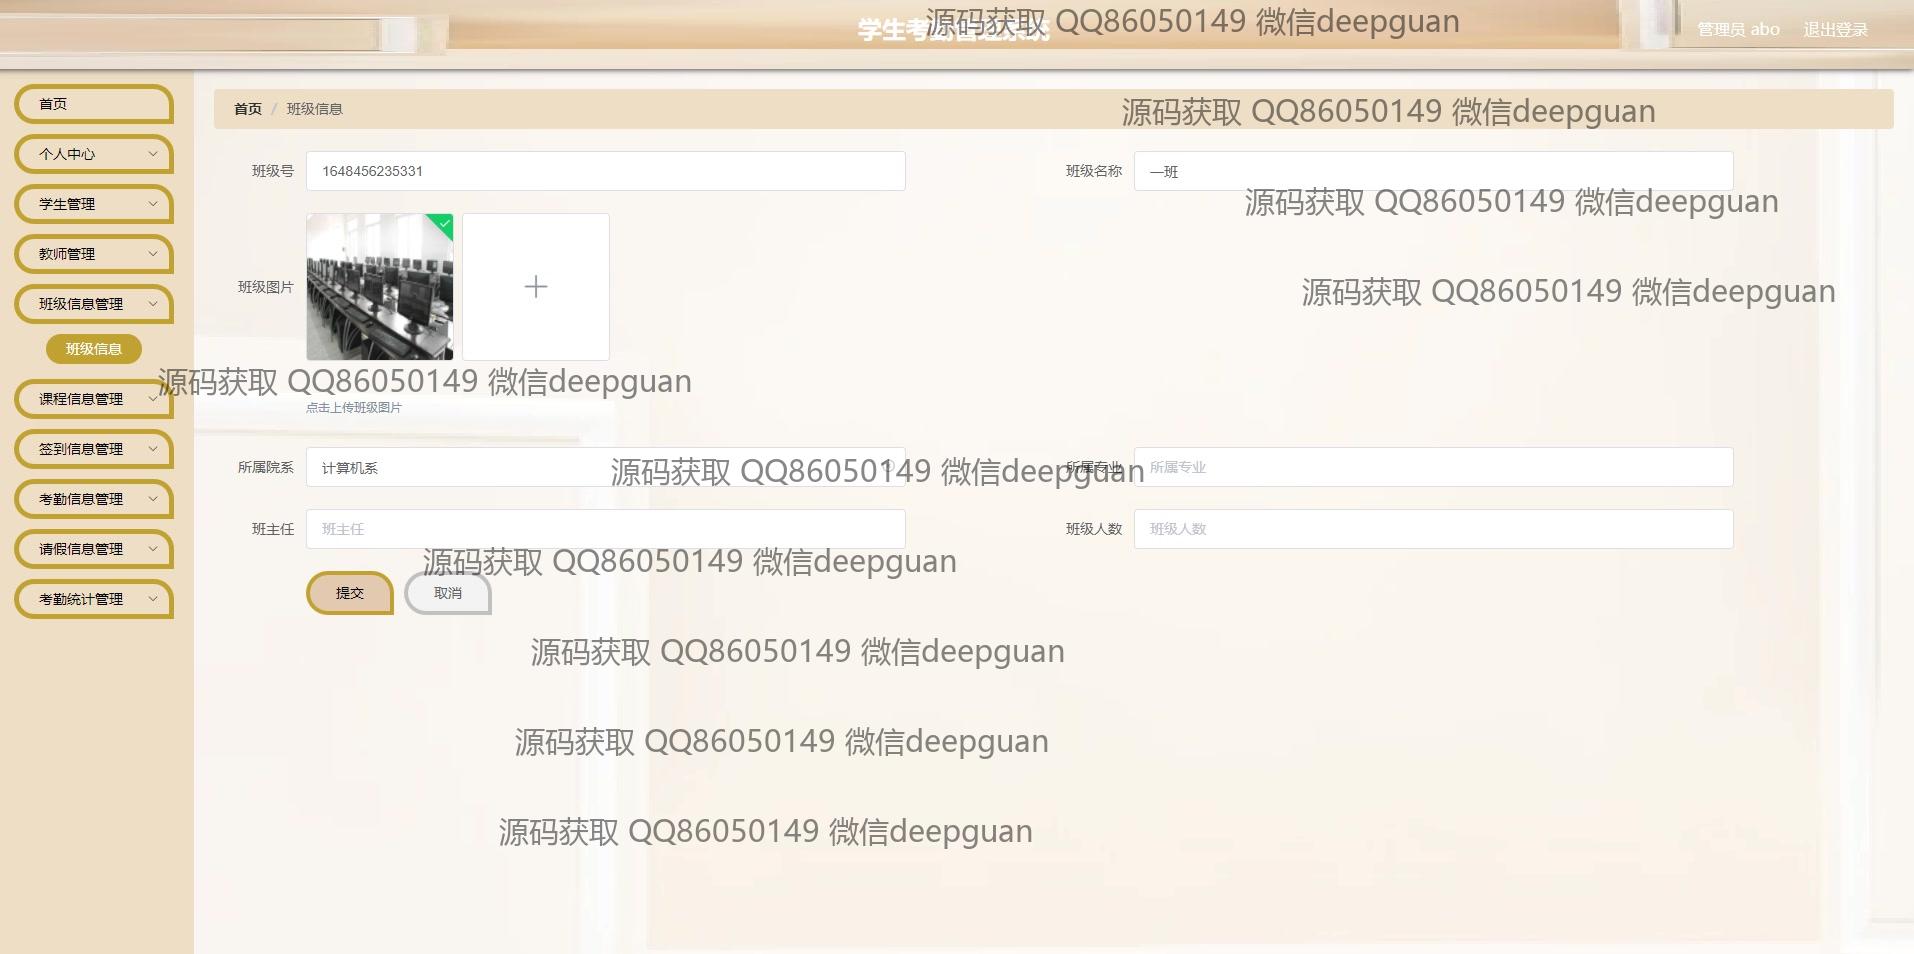 学生考勤管理系统
源码获取 QQ86050149 微信deepguan
管理员 abo 退出登录
首页
个人中心
学生管理
教师管理
班级信息管理
班级信息
课程信息管理
签到信息管理
考勤信息管理
请假信息管理
考勤统计管理
首页 / 班级信息
源码获取 QQ86050149 微信deepguan
班级号 1648456235331
班级名称 一班
源码获取 QQ86050149 微信deepguan
班级图片
源码获取 QQ86050149 微信deepguan
源码获取 QQ86050149 微信deepguan
点击上传班级图片
所属院系 计算机系
所属专业 所属专业
源码获取 QQ86050149 微信deepguan
班主任 班主任
班级人数 班级人数
源码获取 QQ86050149 微信deepguan
提交 取消
源码获取 QQ86050149 微信deepguan
源码获取 QQ86050149 微信deepguan
源码获取 QQ86050149 微信deepguan